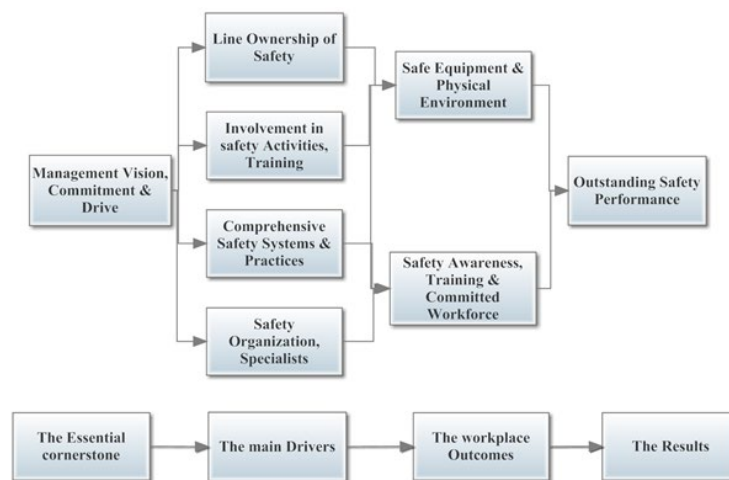 Line Ownership of
Safety
Safe Equipment &
Physical
Environment
Involvement in
safety Activities,
Training
Management Vision,
Commitment &
Drive
Outstanding Safety
Performance
Comprehensive
Safety Systems &
Practices
Safety Awareness,
Training &
Committed
Workforce
Safety
Organization,
Specialists
The Essential
cornerstone
The main Drivers
The workplace
Outcomes
The Results